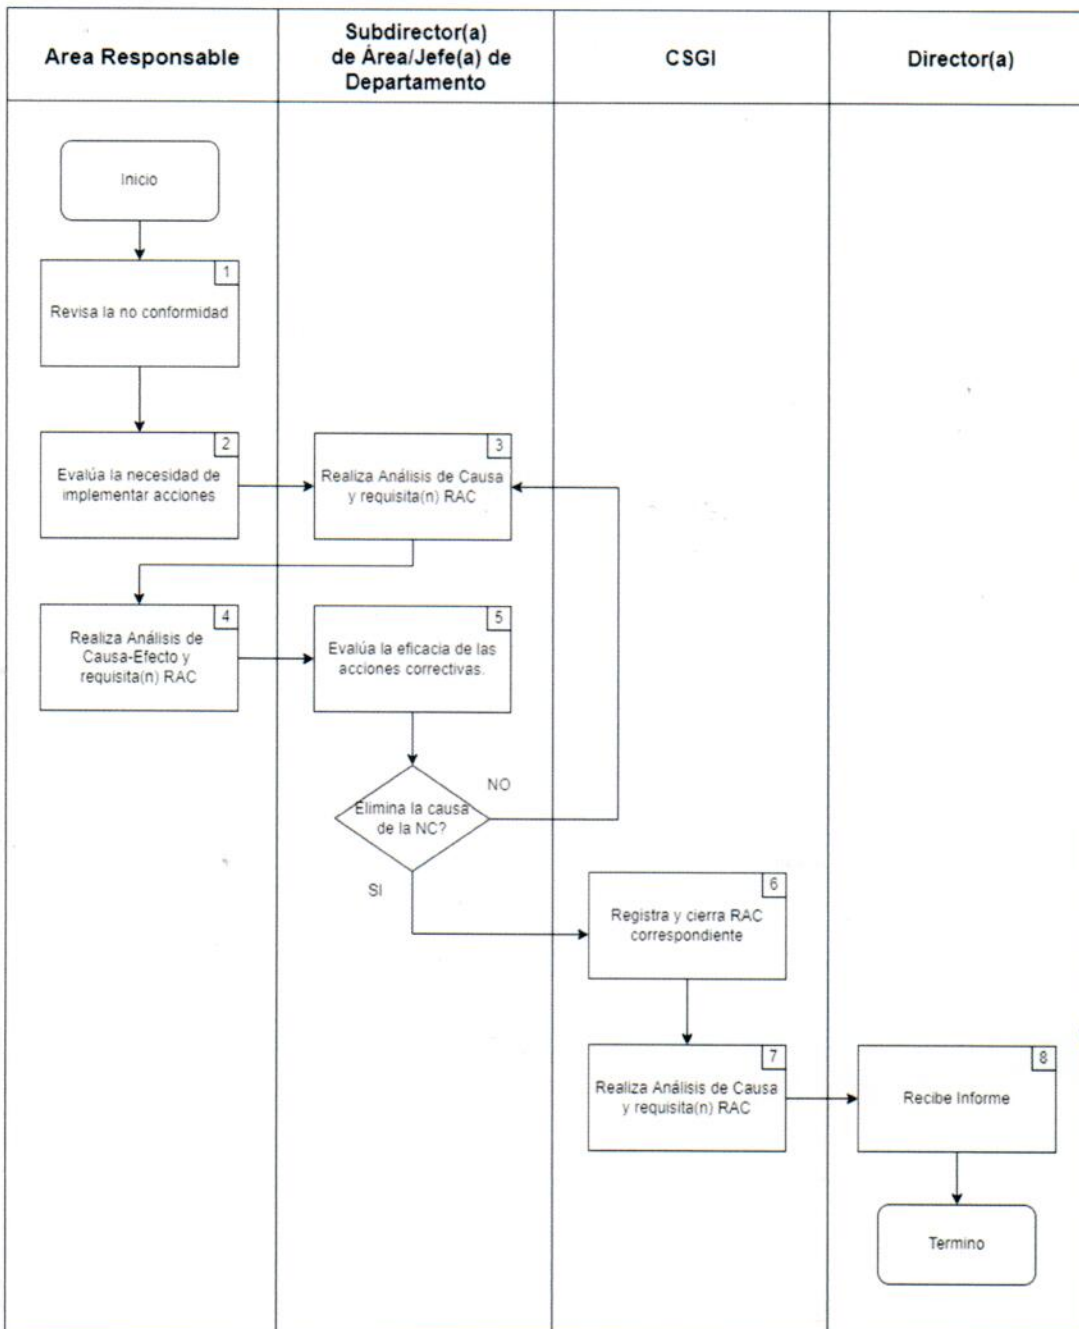 Area Responsable
Subdirector(a)
de Área/Jefe(a) de
Departamento
CSGI
Director(a)
Inicio
1
Revisa la no conformidad
2
Evalúa la necesidad de
implementar acciones
3
Realiza Análisis de Causa
y requisita(n) RAC
4
Realiza Análisis de
Causa-Efecto y
requisita(n) RAC
5
Evalúa la eficacia de las
acciones correctivas.
Elimina la causa
de la NC?
NO
SI
6
Registra y cierra RAC
correspondiente
7
Realiza Análisis de Causa
y requisita(n) RAC
8
Recibe Informe
Termino